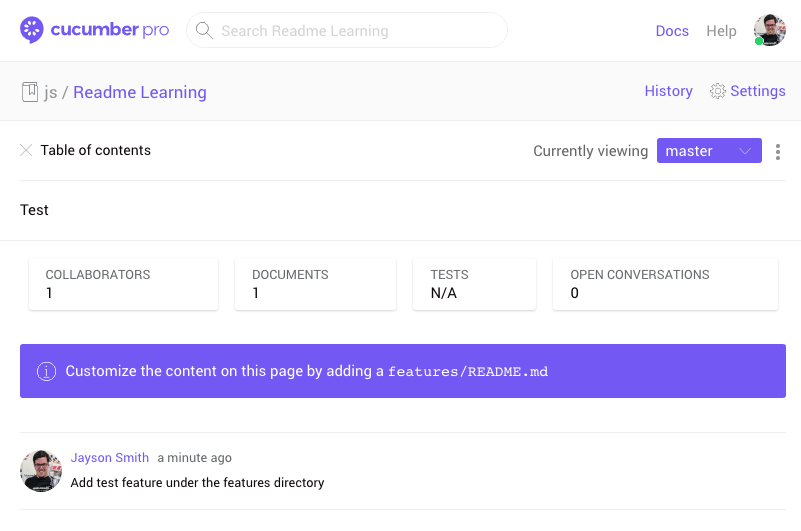 cucumber pro
Search Readme Learning
Docs Help
js / Readme Learning
History Settings
Table of contents
Currently viewing master
Test
COLLABORATORS
1
DOCUMENTS
1
TESTS
N/A
OPEN CONVERSATIONS
0
Customize the content on this page by adding a features/README.md
Jayson Smith a minute ago
Add test feature under the features directory